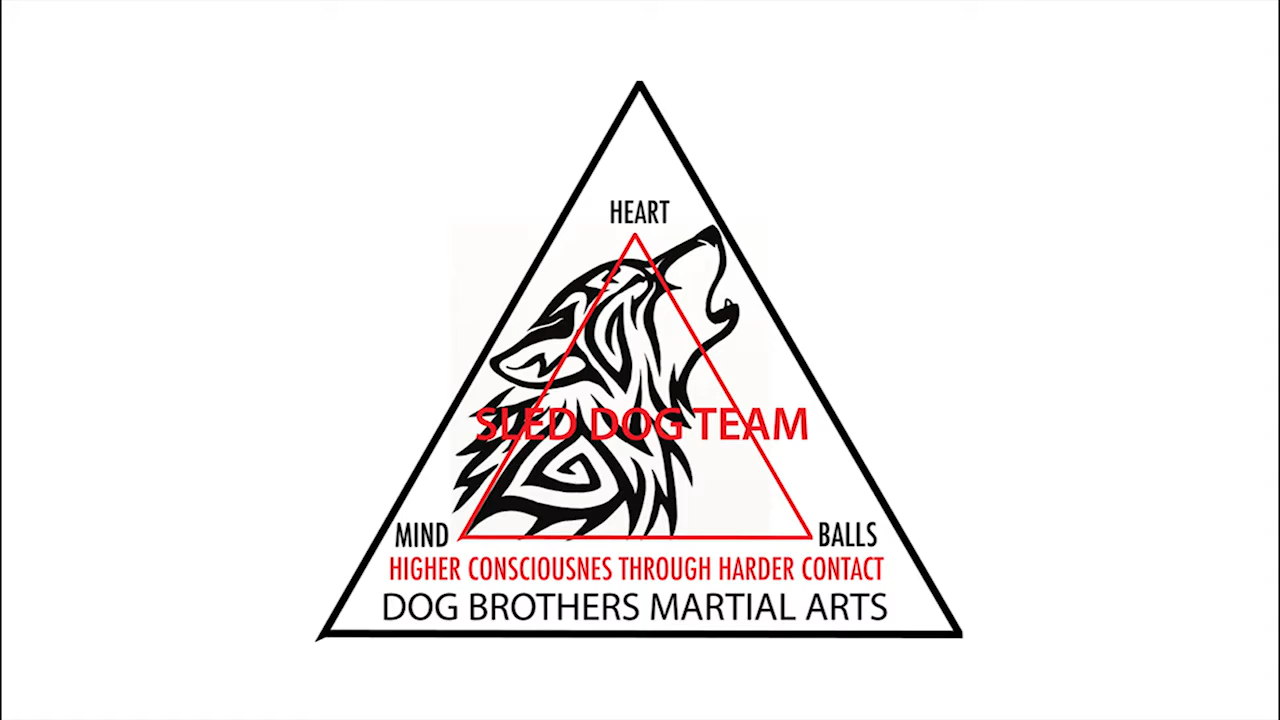 HEART
SLED DOG TEAM
MIND
BALLS
HIGHER CONSCIOUSNES THROUGH HARDER CONTACT
DOG BROTHERS MARTIAL ARTS